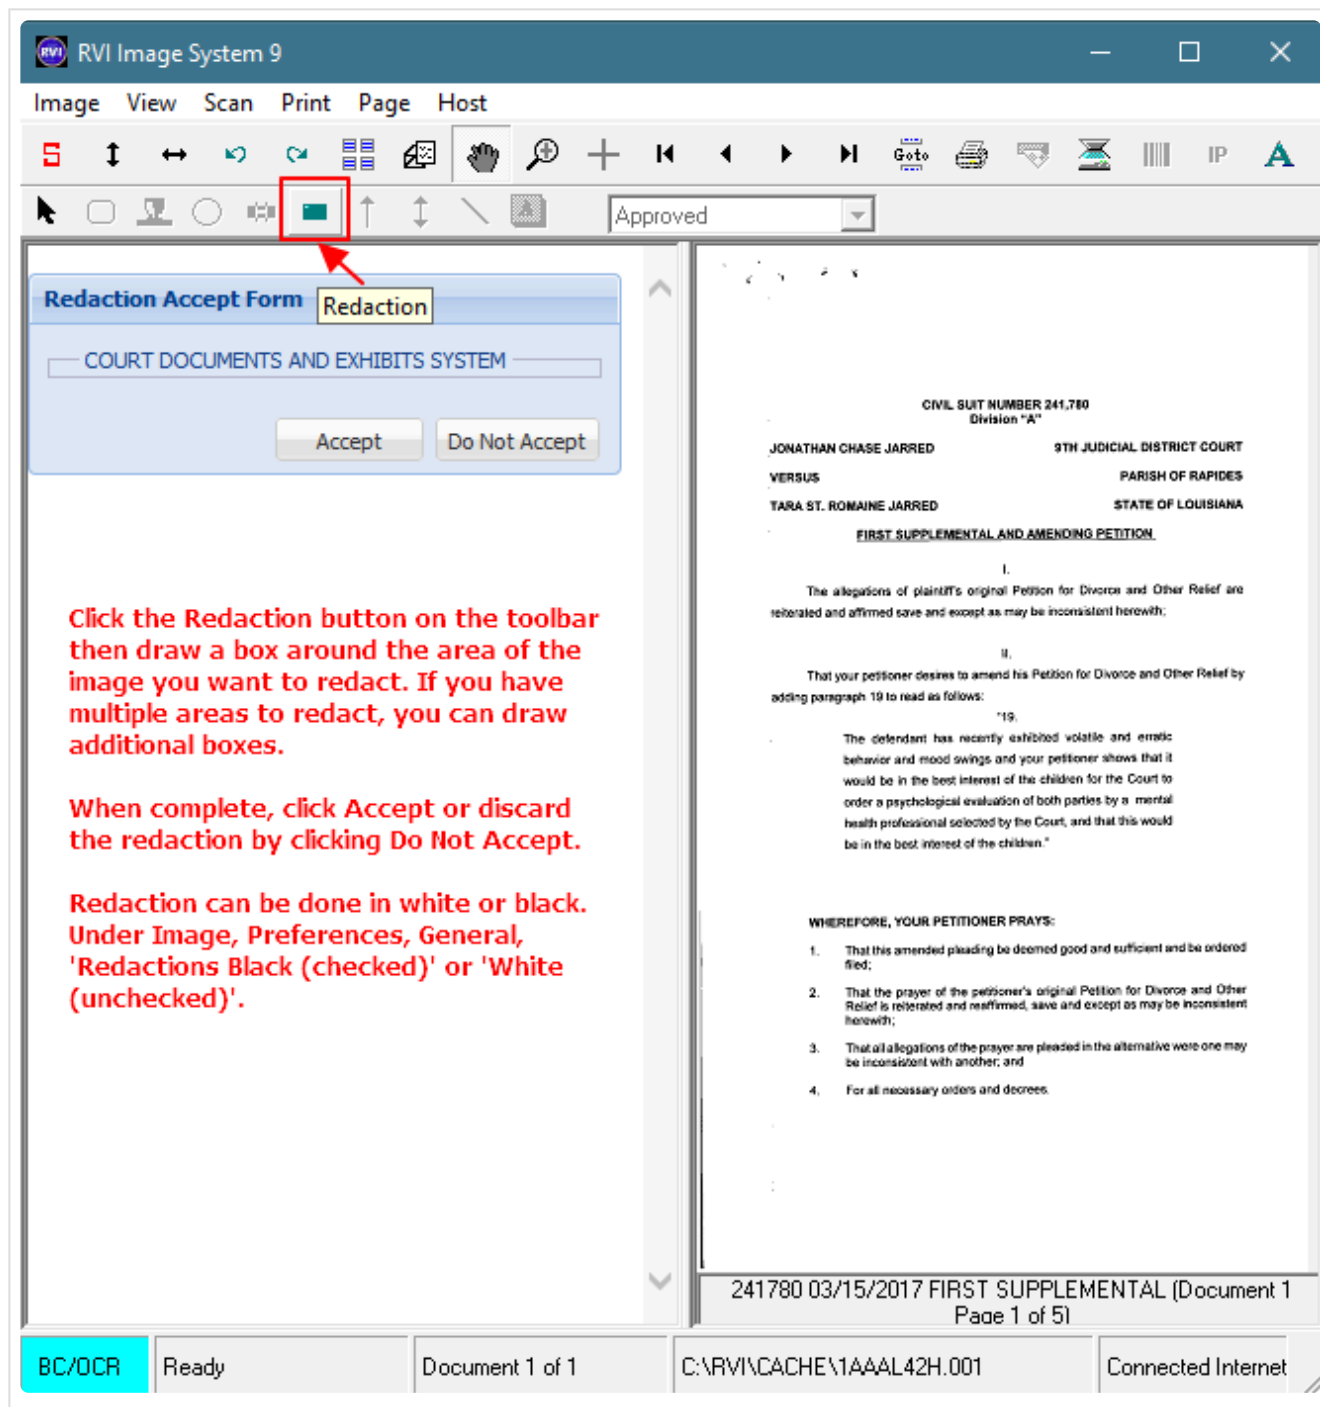 RVI Image System 9
Image View Scan Print Page Host
Goto
IP
A
Approved
Redaction Accept Form
Redaction
COURT DOCUMENTS AND EXHIBITS SYSTEM
Accept Do Not Accept
Click the Redaction button on the toolbar
then draw a box around the area of the
image you want to redact. If you have
multiple areas to redact, you can draw
additional boxes.
When complete, click Accept or discard
the redaction by clicking Do Not Accept.
Redaction can be done in white or black.
Under Image, Preferences, General,
'Redactions Black (checked)' or 'White
(unchecked)'.
CIVIL SUIT NUMBER 241,780
Division "A"
JONATHAN CHASE JARRED 9TH JUDICIAL DISTRICT COURT
VERSUS PARISH OF RAPIDES
TARA ST. ROMAINE JARRED STATE OF LOUISIANA
FIRST SUPPLEMENTAL AND AMENDING PETITION
I.
The allegations of plaintiff's original Petition for Divorce and Other Relief are
reiterated and affirmed save and except as may be inconsistent herewith;
II.
That your petitioner desires to amend his Petition for Divorce and Other Relief by
adding paragraph 19 to read as follows:
"19.
The defendant has recently exhibited volatile and erratic
behavior and mood swings and your petitioner shows that it
would be in the best interest of the children for the Court to
order a psychological evaluation of both parties by a mental
health professional selected by the Court, and that this would
be in the best interest of the children."
WHEREFORE, YOUR PETITIONER PRAYS:
1. That this amended pleading be deemed good and sufficient and be ordered
filed;
2. That the prayer of the petitioner's original Petition for Divorce and Other
Relief is reiterated and reaffirmed, save and except as may be inconsistent
herewith;
3. That all allegations of the prayer are pleaded in the alternative were one may
be inconsistent with another; and
4. For all necessary orders and decrees.
241780 03/15/2017 FIRST SUPPLEMENTAL (Document 1
Page 1 of 5)
BC/OCR Ready Document 1 of 1 C:\RVI\CACHE\1AAAL42H.001 Connected Internet